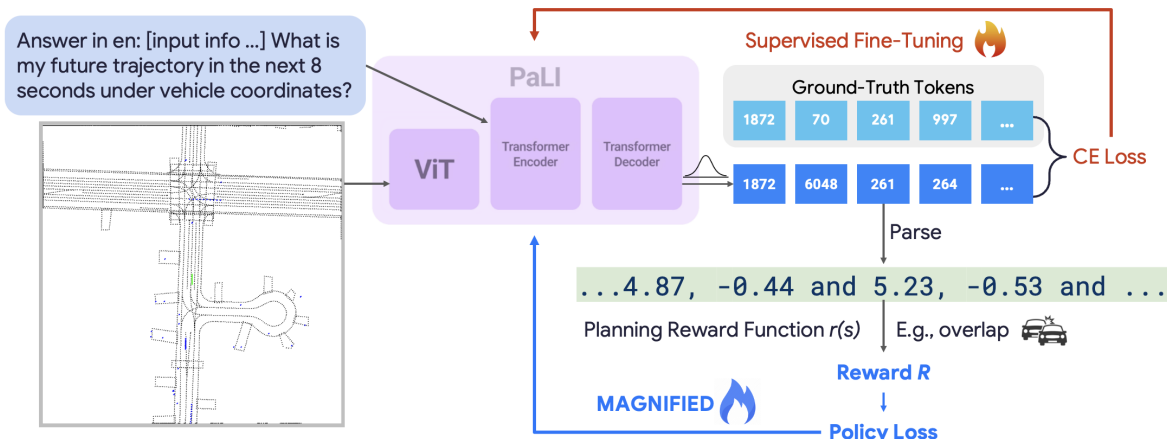 Answer in en: [input info ...] What is
my future trajectory in the next 8
seconds under vehicle coordinates?
PaLI
ViT
Transformer
Encoder
Transformer
Decoder
Supervised Fine-Tuning
Ground-Truth Tokens
1872 70 261 997 ...
1872 6048 261 264 ...
CE Loss
Parse
...4.87, -0.44 and 5.23, -0.53 and ...
Planning Reward Function r(s)
E.g., overlap
Reward R
MAGNIFIED
Policy Loss